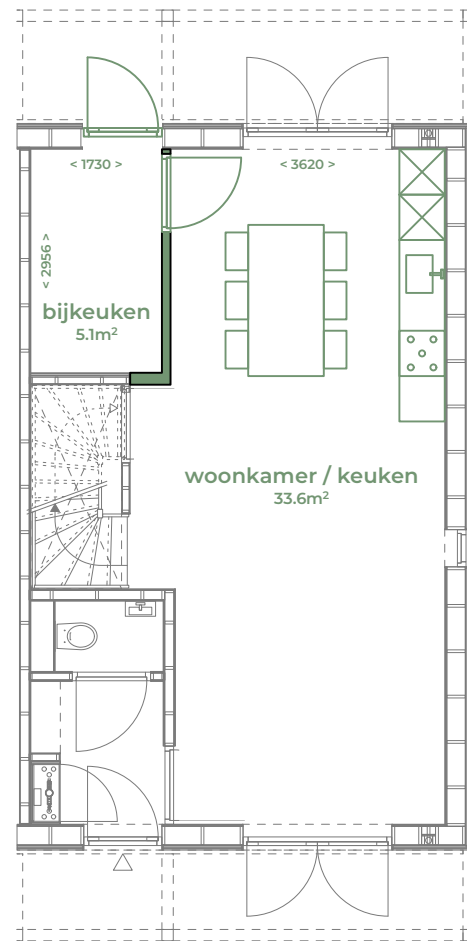 < 1730 >
< 3620 >
< 2956 >
bijkeuken
5.1m²
woonkamer / keuken
33.6m²